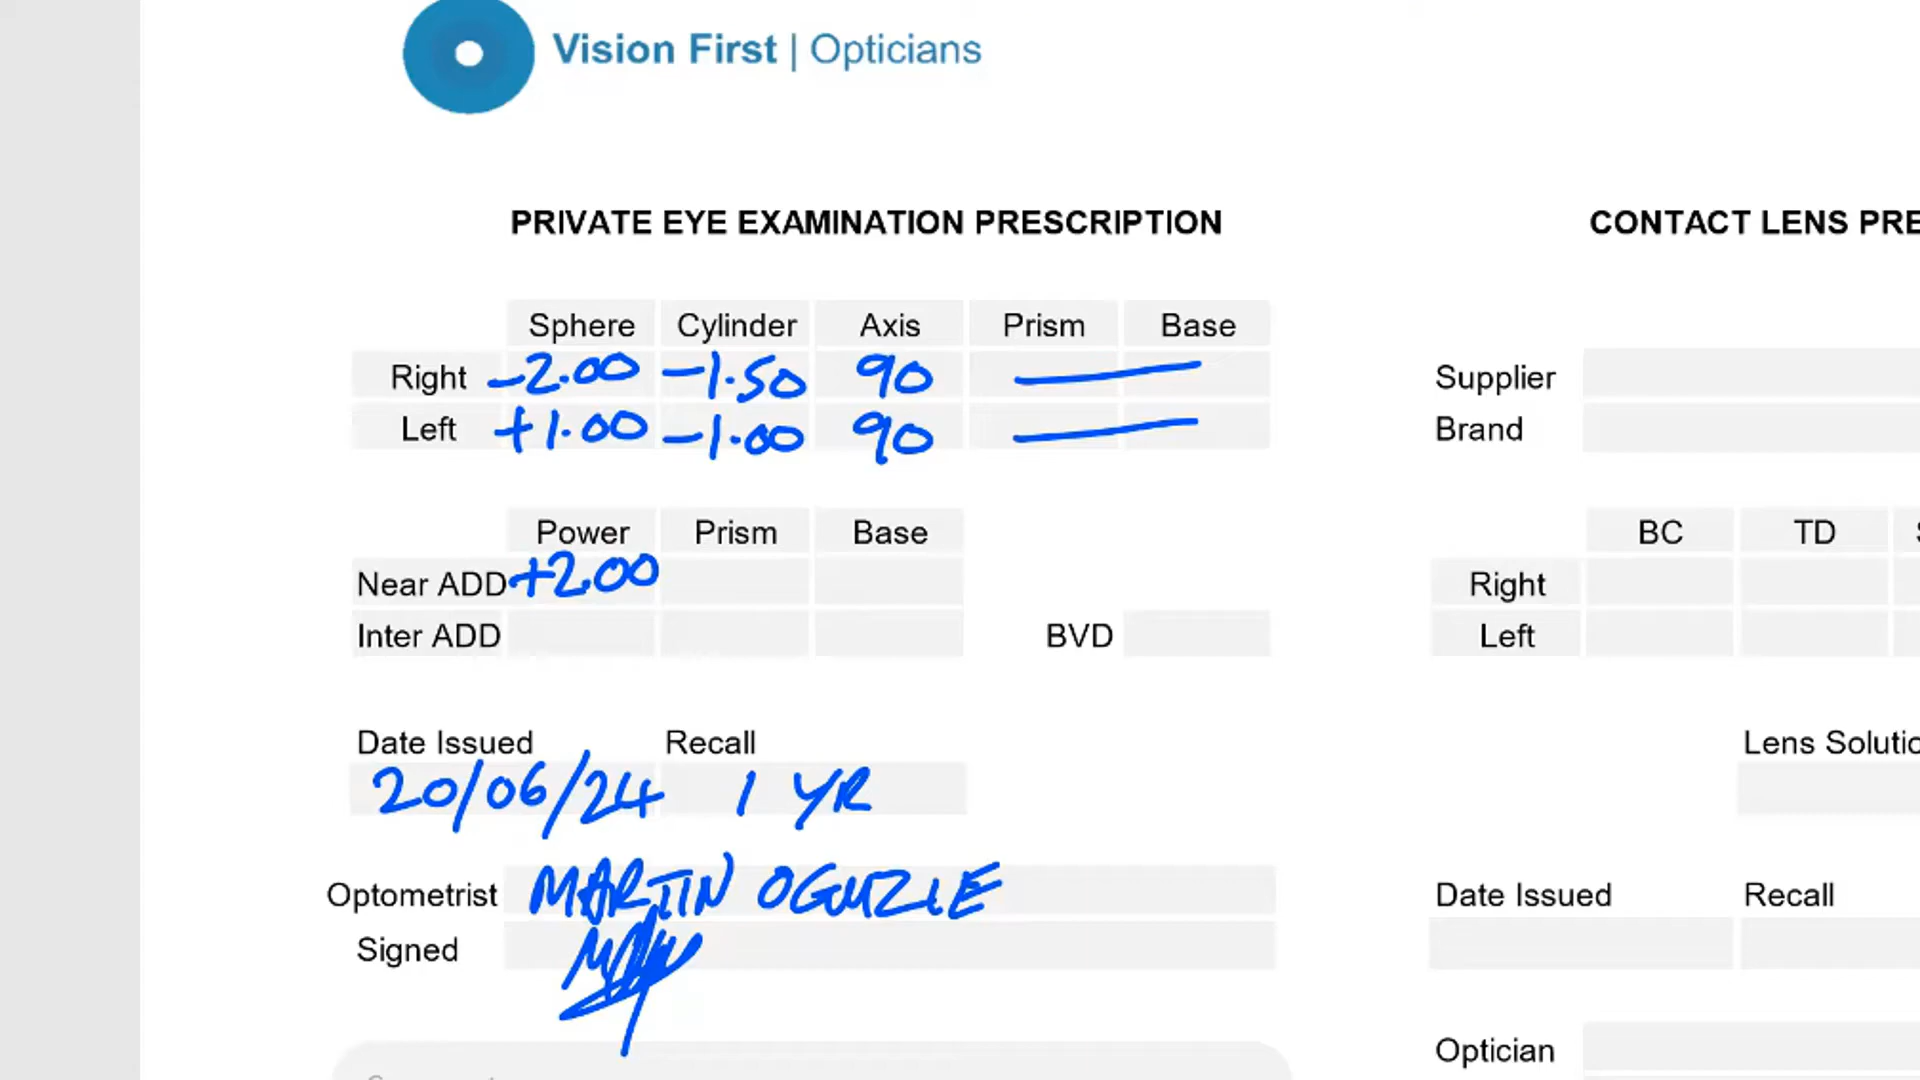 Vision First | Opticians
PRIVATE EYE EXAMINATION PRESCRIPTION
Sphere Cylinder Axis Prism Base
Right -2.00 -1.50 90
Left +1.00 -1.00 90
Power Prism Base
Near ADD +2.00
Inter ADD BVD
Date Issued Recall
20/06/24 1 YR
Optometrist MARTIN OGUZIE
Signed
CONTACT LENS PRE
Supplier
Brand
BC TD
Right
Left
Lens Solutio
Date Issued Recall
Optician